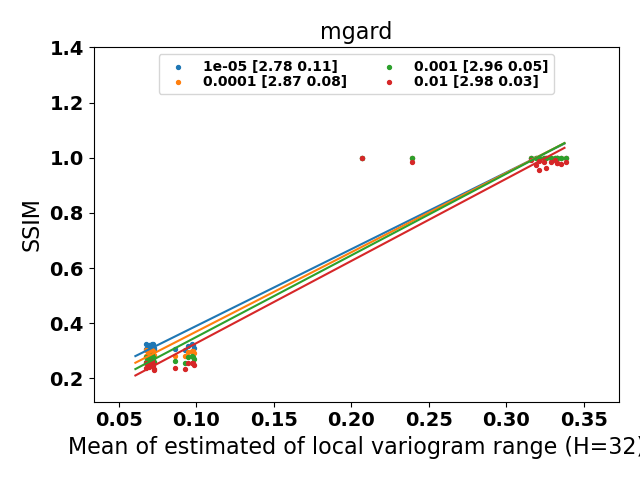 mgard
1e-05 [2.78 0.11]
0.0001 [2.87 0.08]
0.001 [2.96 0.05]
0.01 [2.98 0.03]
SSIM
1.4
1.2
1.0
0.8
0.6
0.4
0.2
0.05 0.10 0.15 0.20 0.25 0.30 0.35
Mean of estimated of local variogram range (H=32)